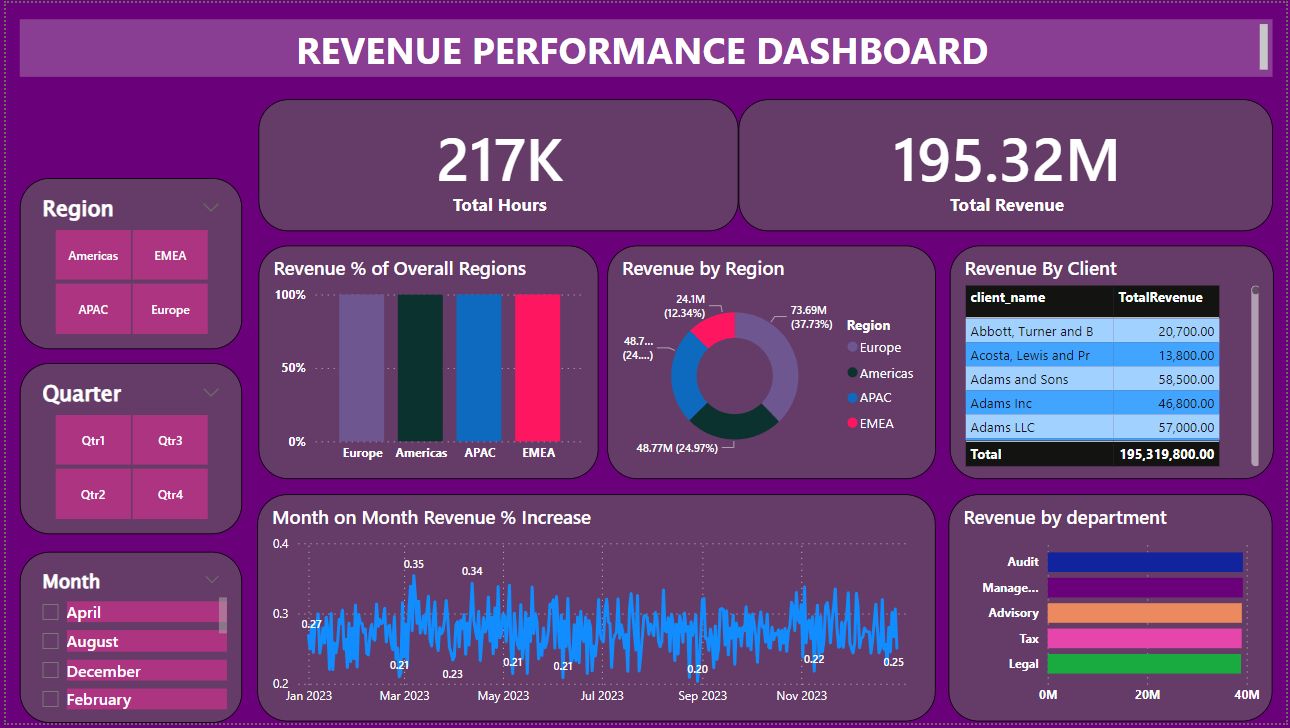 REVENUE PERFORMANCE DASHBOARD
217K
Total Hours
195.32M
Total Revenue
Region
Americas
EMEA
APAC
Europe
Quarter
Qtr1
Qtr3
Qtr2
Qtr4
Month
April
August
December
February
Revenue % of Overall Regions
100%
50%
0%
Europe
Americas
APAC
EMEA
Revenue by Region
24.1M
(12.34%)
73.69M
(37.73%)
48.7...
(24....)
48.77M (24.97%)
Region
Europe
Americas
APAC
EMEA
Revenue By Client
client_name TotalRevenue
Abbott, Turner and B 20,700.00
Acosta, Lewis and Pr 13,800.00
Adams and Sons 58,500.00
Adams Inc 46,800.00
Adams LLC 57,000.00
Total 195,319,800.00
Month on Month Revenue % Increase
0.4
0.3
0.2
0.27
0.35
0.21
0.34
0.23
0.21
0.21
0.20
0.22
0.25
Jan 2023
Mar 2023
May 2023
Jul 2023
Sep 2023
Nov 2023
Revenue by department
Audit
Manage...
Advisory
Tax
Legal
0M
20M
40M